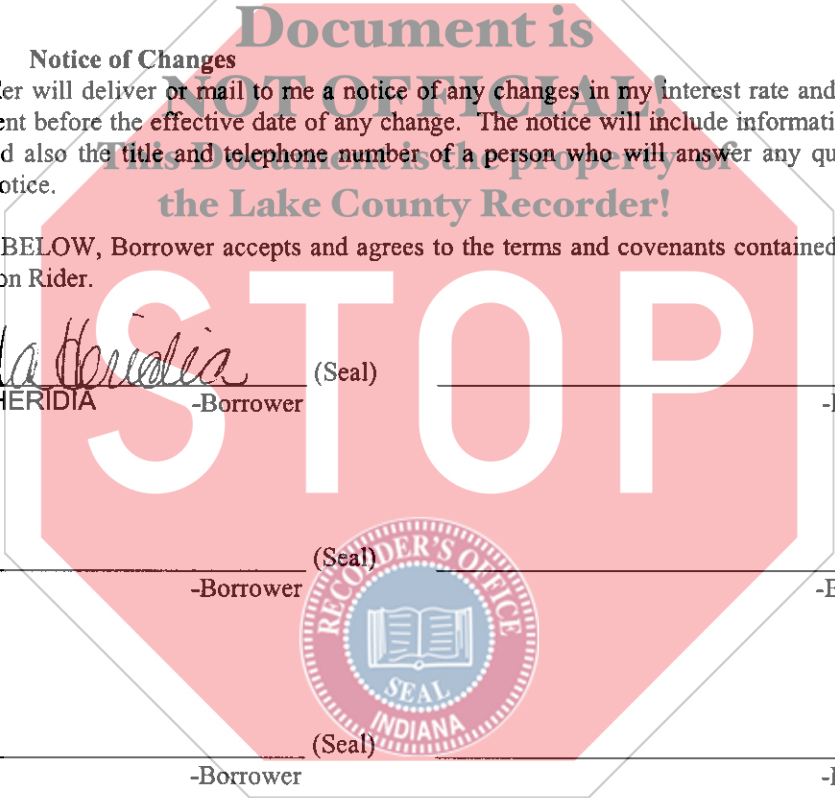 Document is
Notice of Changes
er will deliver or mail to me a notice of any changes in my interest rate and
NOT OFFICIAL!
ent before the effective date of any change. The notice will include informati
d also the title and telephone number of a person who will answer any qu
This Document is the property of
otice.
the Lake County Recorder!
BELOW, Borrower accepts and agrees to the terms and covenants contained
on Rider.
STOP
a Heridia (Seal)
HERIDIA -Borrower
(Seal)
-Borrower
RECORDER'S OFFICE
SEAL
INDIANA
(Seal)
-Borrower